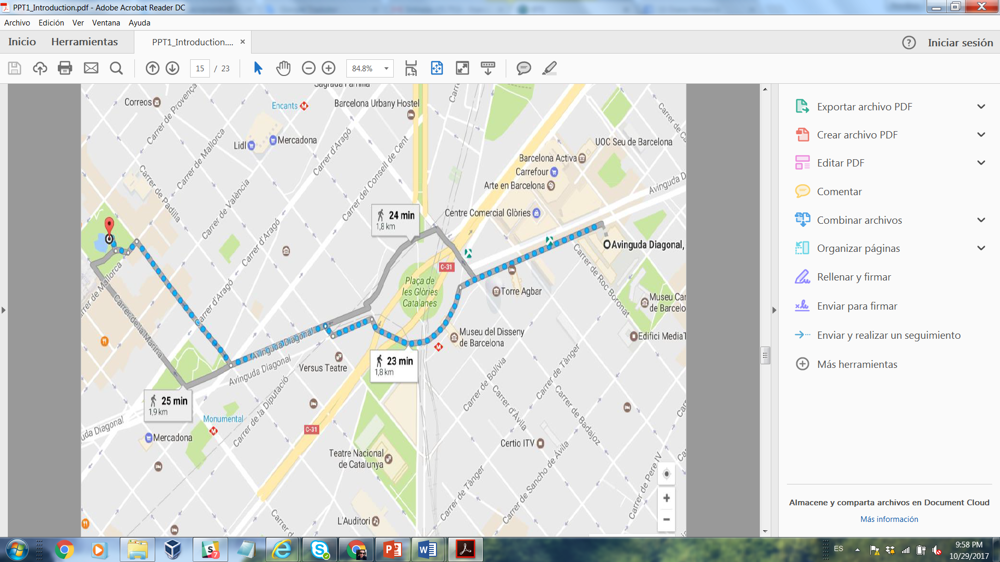 PPT1_Introduction.pdf - Adobe Acrobat Reader DC
Archivo Edición Ver Ventana Ayuda
Inicio Herramientas PPT1_Introduction.... × Iniciar sesión
15 / 23 84.8%
Sagrada Família
Correos
Carrer de Provença
Encants
Barcelona Urbany Hostel
Lidl
Mercadona
Carrer de Mallorca
Carrer d'Aragó
Carrer del Consell de Cent
UOC Seu de Barcelona
Barcelona Activa
Carrefour
Arte en Barcelona
Avinguda D
Carrer de Padilla
Carrer de València
24 min
1,8 km
Centre Comercial Glòries
Avinguda Diagonal,
Carrer d'Aragó
C-31
Plaça de
les Glòries
Catalanes
Torre Agbar
Carrer de Roc Boronat
Museu Can
de Barcelo
rrer de Mallorca
Carrer d'Aragó
Carrer de la Marina
Avinguda Diagonal
Avinguda Diagonal
Museu del Disseny
de Barcelona
Edifici MediaT
Versus Teatre
23 min
1,8 km
Carrer de Bolívia
Carrer de Tànger
Carrer d'Àvila
Carrer de Badajoz
25 min
1,9 km
Monumental
Carrer de la Diputació
uda Diagonal
Mercadona
C-31
Certio ITV
Teatre Nacional
de Catalunya
Carrer de Tànger
Carrer de Sancho de Ávila
Carrer de Pere IV
L'Auditori
Exportar archivo PDF
Crear archivo PDF
Editar PDF
Comentar
Combinar archivos
Organizar páginas
Rellenar y firmar
Enviar para firmar
Enviar y realizar un seguimiento
Más herramientas
Almacene y comparta archivos en Document Cloud
Más información
ES
9:58 PM
10/29/2017